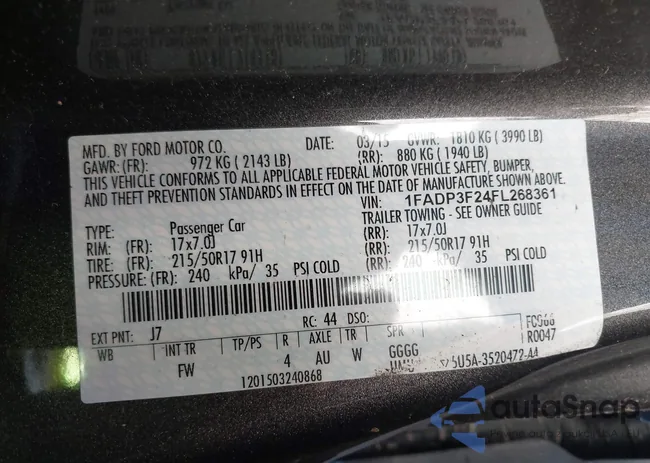 MFD. BY FORD MOTOR CO. DATE: 03/15 GVWR: 1810 KG ( 3990 LB)
GAWR: (FR): 972 KG ( 2143 LB) (RR): 880 KG ( 1940 LB)
THIS VEHICLE CONFORMS TO ALL APPLICABLE FEDERAL MOTOR VEHICLE SAFETY, BUMPER,
AND THEFT PREVENTION STANDARDS IN EFFECT ON THE DATE OF MANUFACTURE SHOWN ABOVE.
VIN: 1FADP3F24FL268361
TYPE: Passenger Car TRAILER TOWING - SEE OWNER GUIDE
RIM: (FR): 17x7.0J (RR): 17x7.0J
TIRE: (FR): 215/50R17 91H (RR): 215/50R17 91H
PRESSURE: (FR): 240 kPa/ 35 PSI COLD (RR): 240 kPa/ 35 PSI COLD
EXT PNT: J7 RC: 44 DSO: FC966
WB INT TR TP/PS R AXLE TR SPR R0047
FW 4 AU W GGGG
1201503240868 5U5A-3520472-44
autoSnap